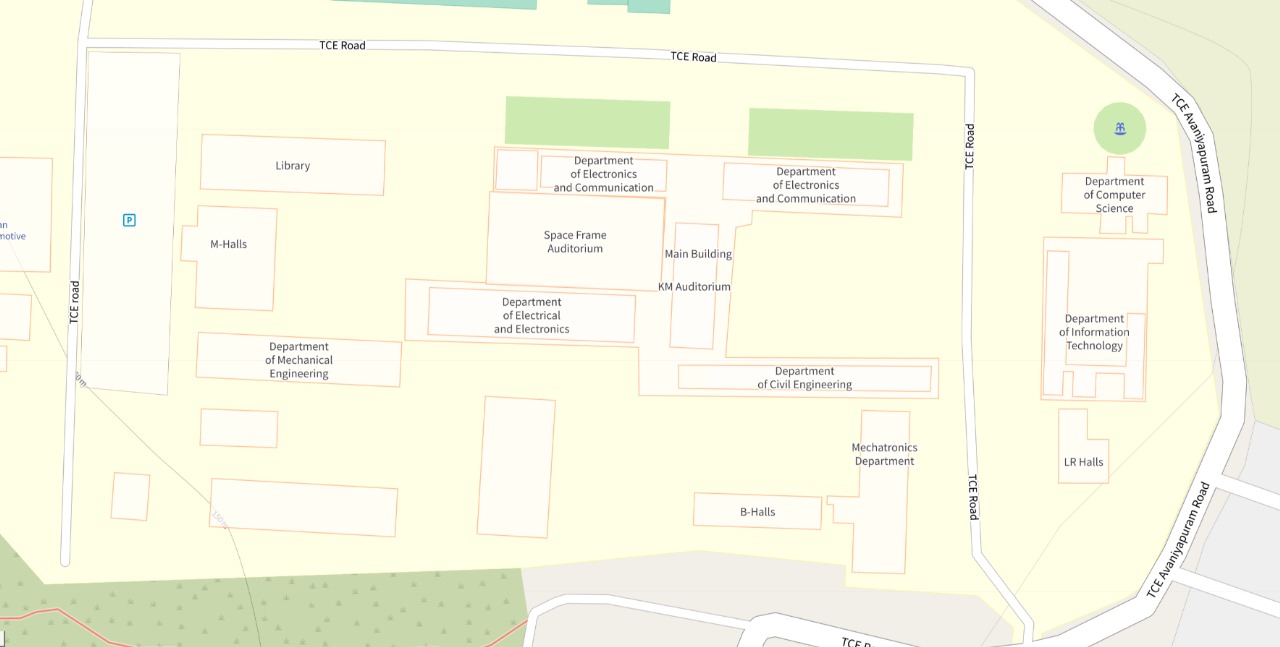 TCE Road
TCE Road
TCE Avaniyapuram Road
TCE Road
Library
Department
of Electronics
and Communication
Department
of Electronics
and Communication
Department
of Computer
Science
P
M-Halls
Space Frame
Auditorium
Main Building
KM Auditorium
TCE road
Department
of Electrical
and Electronics
Department
of Information
Technology
Department
of Mechanical
Engineering
Department
of Civil Engineering
Mechatronics
Department
LR Halls
TCE Road
B-Halls
TCE Avaniyapuram Road